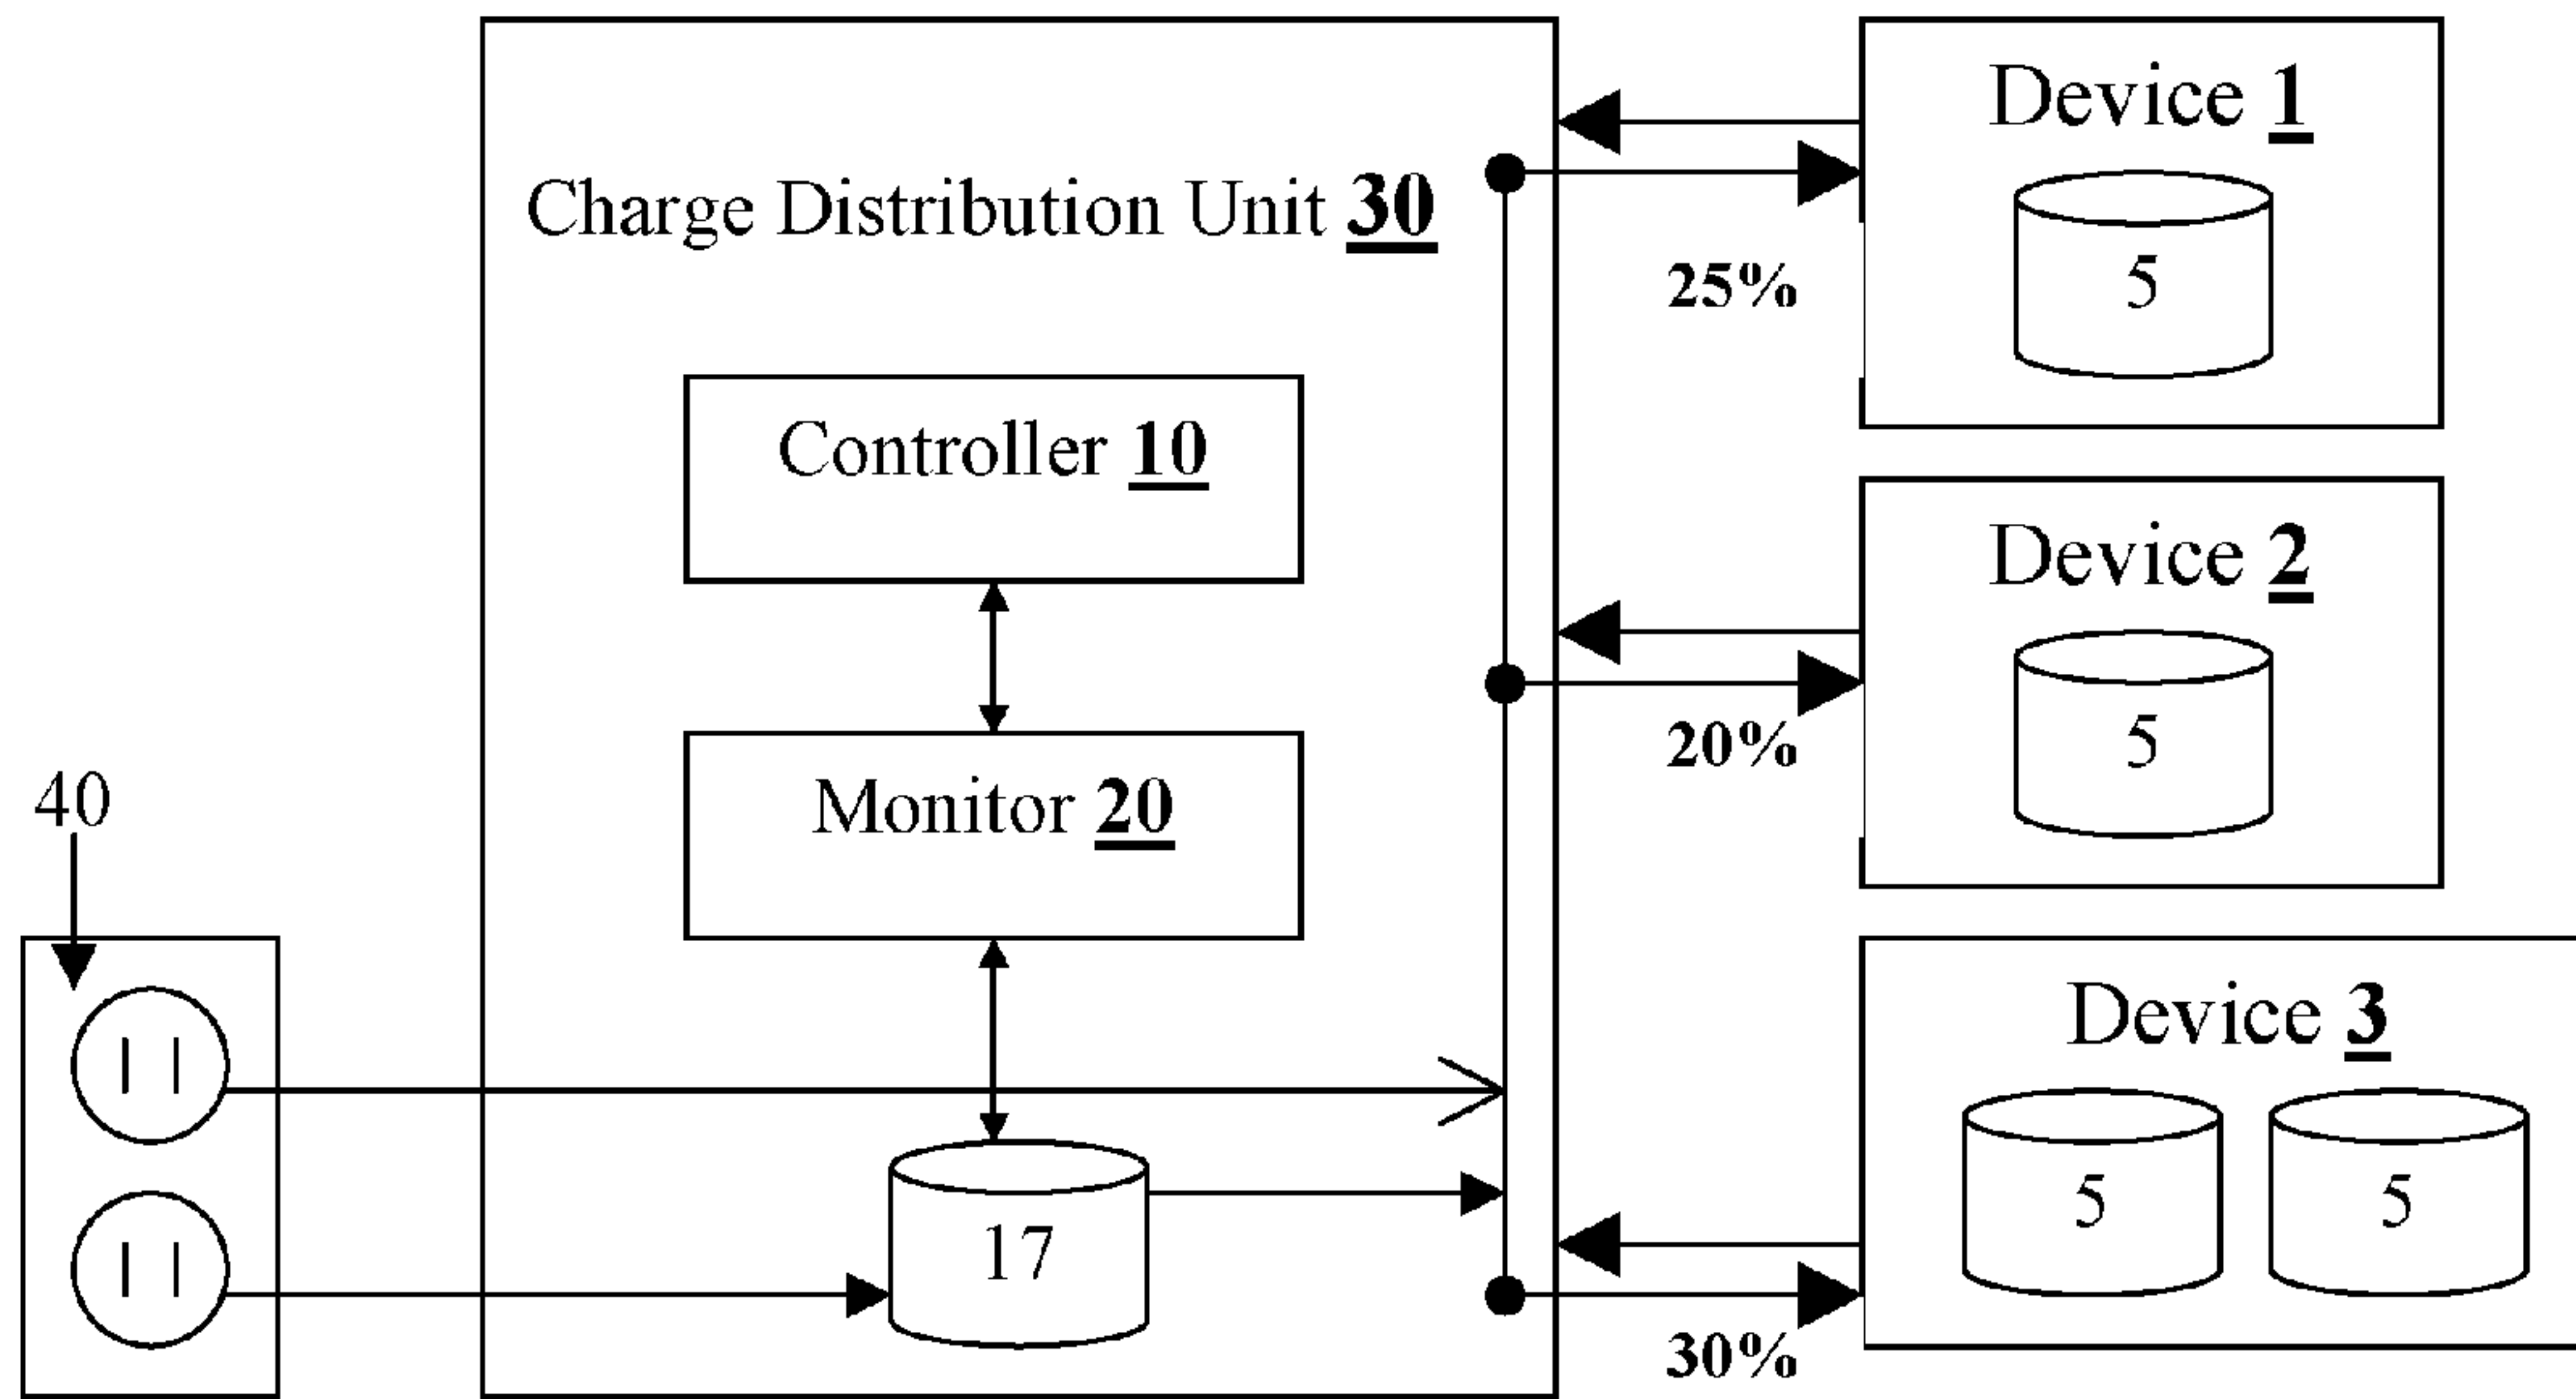 Charge Distribution Unit 30
Controller 10
Monitor 20
17
40
25%
20%
30%
Device 1
5
Device 2
5
Device 3
5 5